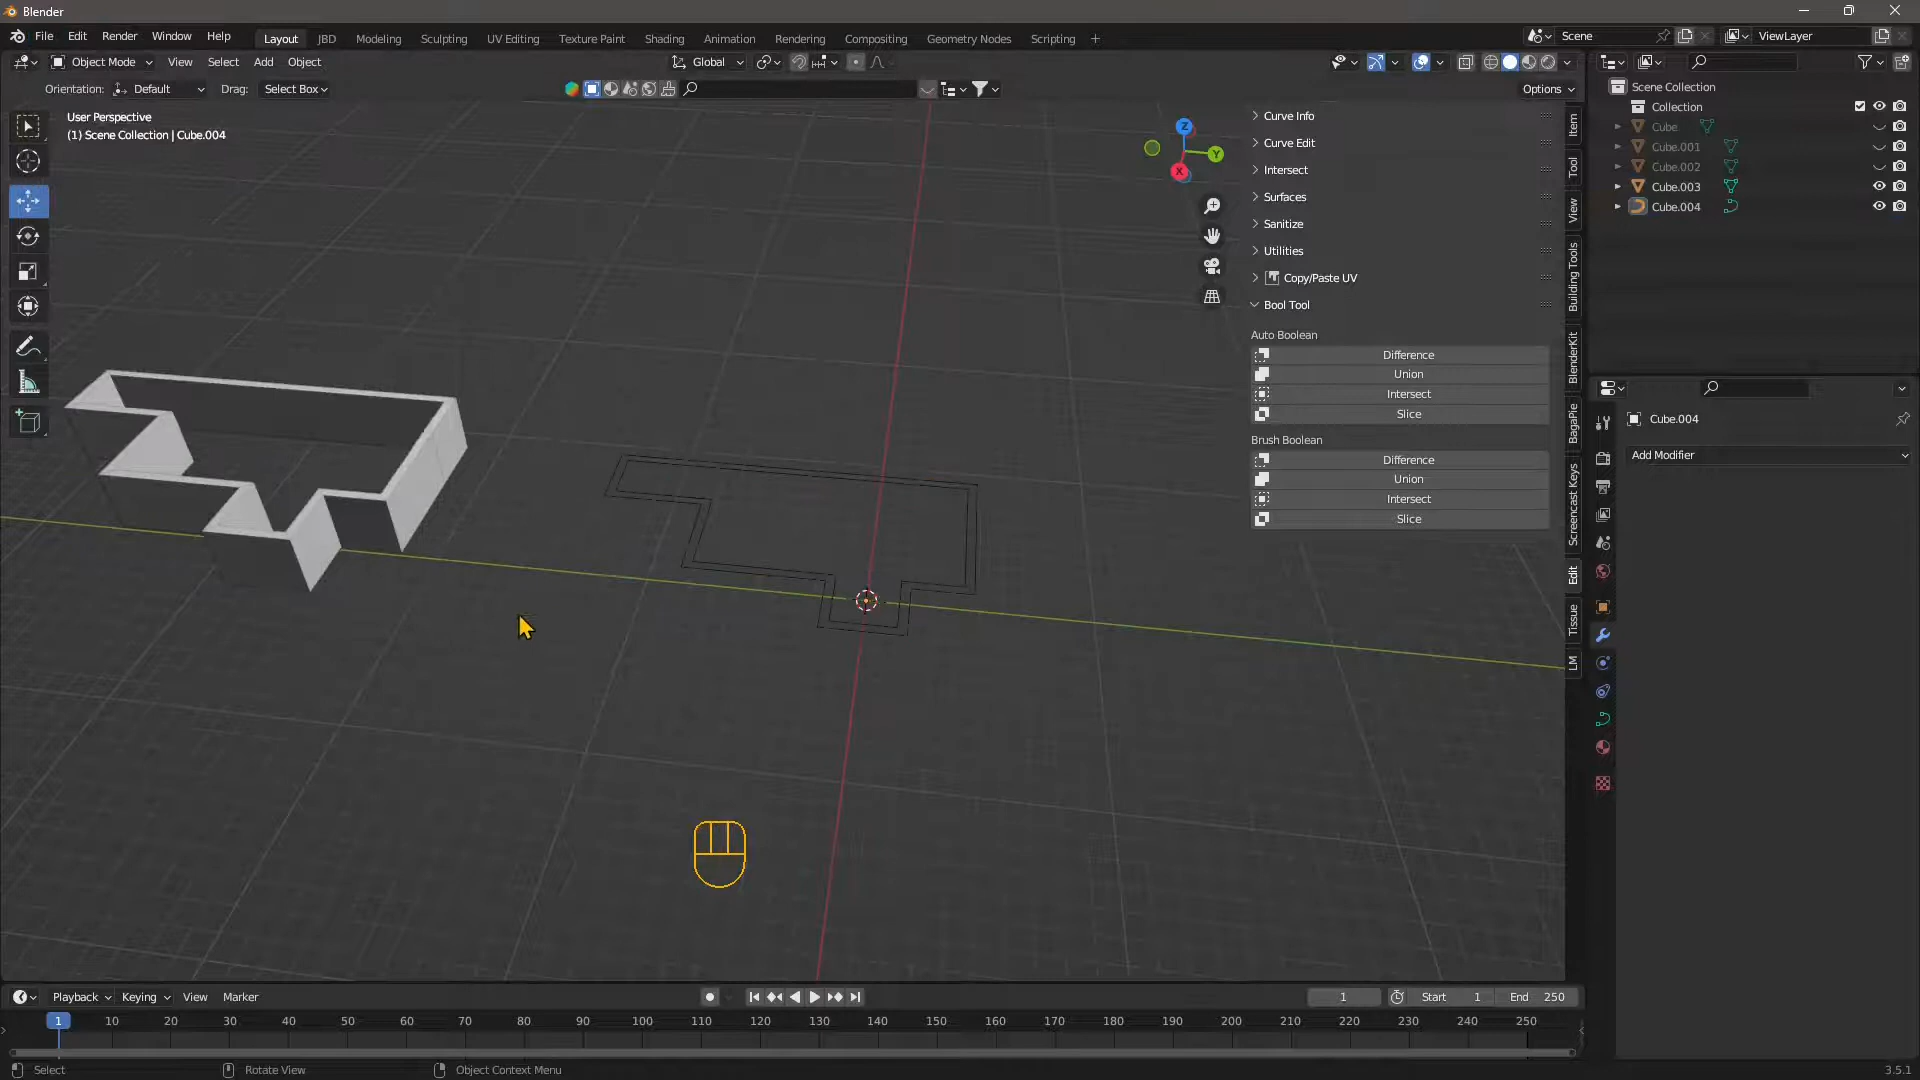 Blender
File Edit Render Window Help
Layout JBD Modeling Sculpting UV Editing Texture Paint Shading Animation Rendering Compositing Geometry Nodes Scripting +
Scene
ViewLayer
Object Mode View Select Add Object
Global
Orientation: Default Drag: Select Box
Options
User Perspective
(1) Scene Collection | Cube.004
Z
Y
X
Curve Info
Curve Edit
Intersect
Surfaces
Sanitize
Utilities
Copy/Paste UV
Bool Tool
Auto Boolean
Difference
Union
Intersect
Slice
Brush Boolean
Difference
Union
Intersect
Slice
Item
Tool
View
Building Tools
BlenderKit
BagaPie
Screencast Keys
Edit
Tissue
LM
Scene Collection
Collection
Cube
Cube.001
Cube.002
Cube.003
Cube.004
Cube.004
Add Modifier
Playback Keying View Marker
1
Start 1 End 250
1 10 20 30 40 50 60 70 80 90 100 110 120 130 140 150 160 170 180 190 200 210 220 230 240 250
Select Rotate View Object Context Menu
3.5.1